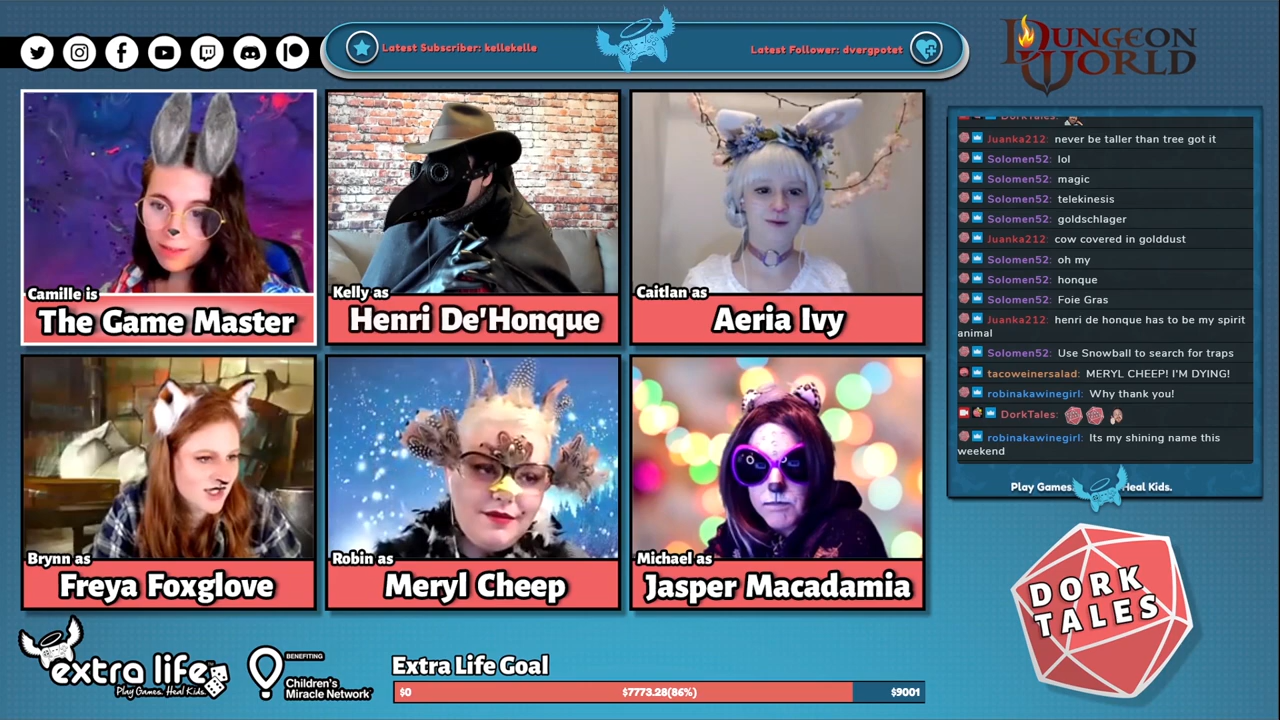 Latest Subscriber: kellekelle
Latest Follower: dvergpotet
DUNGEON
WORLD
Camille is
The Game Master
Kelly as
Henri De'Honque
Caitlan as
Aeria Ivy
Brynn as
Freya Foxglove
Robin as
Meryl Cheep
Michael as
Jasper Macadamia
DorkTales:
Juanka212: never be taller than tree got it
Solomen52: lol
Solomen52: magic
Solomen52: telekinesis
Solomen52: goldschlager
Juanka212: cow covered in golddust
Solomen52: oh my
Solomen52: honque
Solomen52: Foie Gras
Juanka212: henri de honque has to be my spirit
animal
Solomen52: Use Snowball to search for traps
tacoweinersalad: MERYL CHEEP! I'M DYING!
robinakawinegirl: Why thank you!
DorkTales:
robinakawinegirl: Its my shining name this
weekend
Play Games. Heal Kids.
DORK
TALES
extra life
Play Games. Heal Kids.
BENEFITING
Children's
Miracle Network
Extra Life Goal
$0 $7773.28(86%) $9001